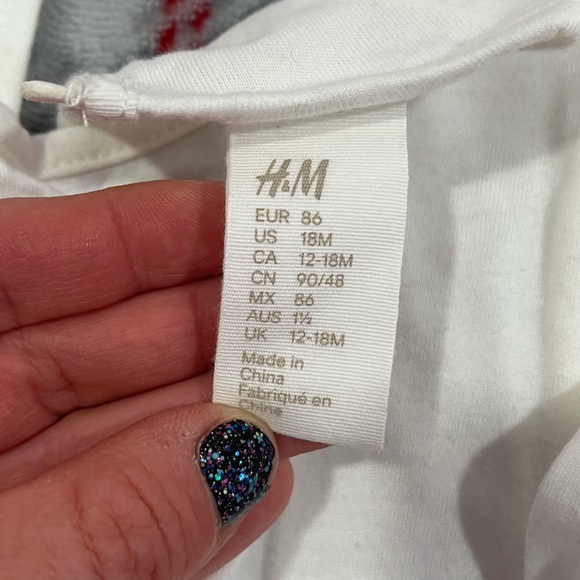 H&M
EUR 86
US 18M
CA 12-18M
CN 90/48
MX 86
AUS 1½
UK 12-18M
Made in
China
Fabriqué en
Chine